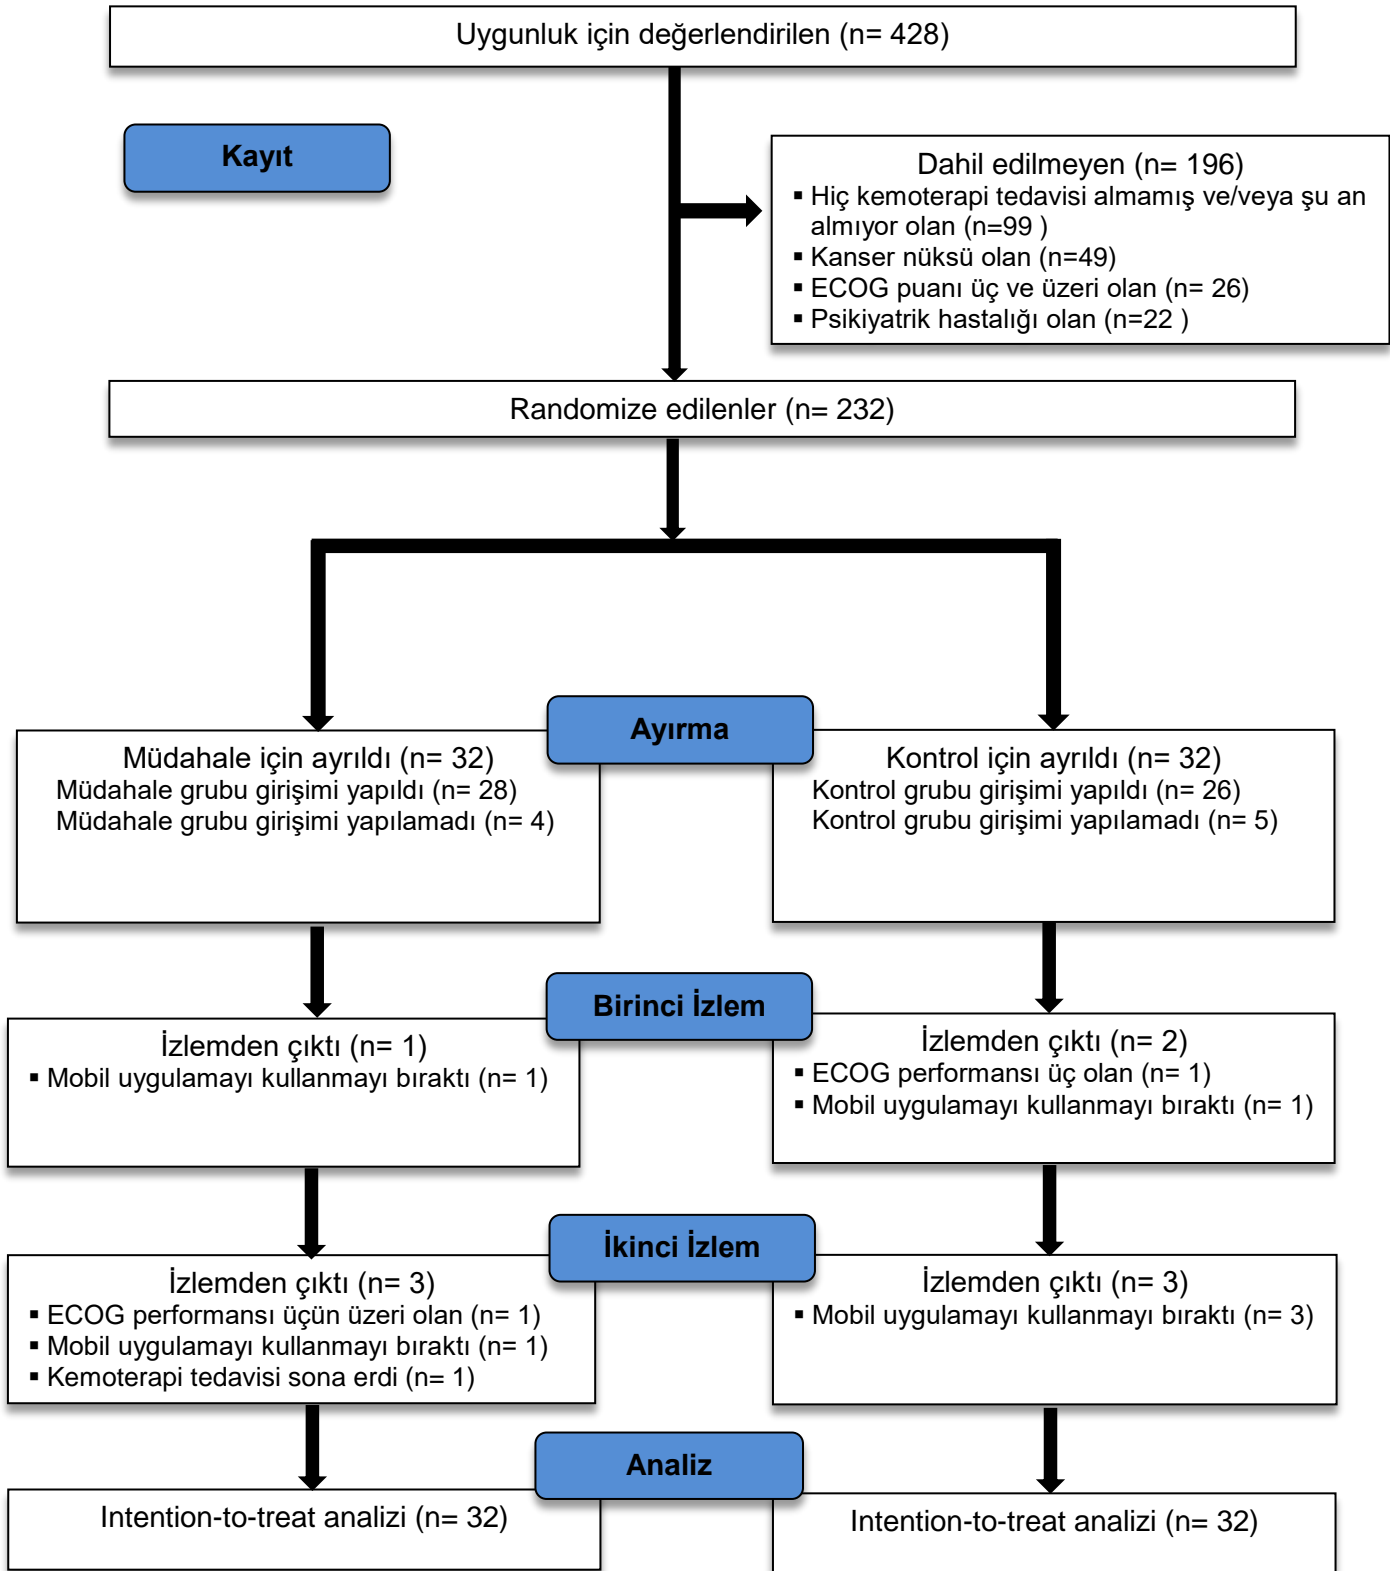 Uygunluk için değerlendirilen (n= 428)
Kayıt
Dahil edilmeyen (n= 196)
▪ Hiç kemoterapi tedavisi almamış ve/veya şu an
almıyor olan (n=99 )
▪ Kanser nüksü olan (n=49)
▪ ECOG puanı üç ve üzeri olan (n= 26)
▪ Psikiyatrik hastalığı olan (n=22 )
Randomize edilenler (n= 232)
Ayırma
Müdahale için ayrıldı (n= 32)
Müdahale grubu girişimi yapıldı (n= 28)
Müdahale grubu girişimi yapılamadı (n= 4)
Kontrol için ayrıldı (n= 32)
Kontrol grubu girişimi yapıldı (n= 26)
Kontrol grubu girişimi yapılamadı (n= 5)
Birinci İzlem
İzlemden çıktı (n= 1)
▪ Mobil uygulamayı kullanmayı bıraktı (n= 1)
İzlemden çıktı (n= 2)
▪ ECOG performansı üç olan (n= 1)
▪ Mobil uygulamayı kullanmayı bıraktı (n= 1)
İkinci İzlem
İzlemden çıktı (n= 3)
▪ ECOG performansı üçün üzeri olan (n= 1)
▪ Mobil uygulamayı kullanmayı bıraktı (n= 1)
▪ Kemoterapi tedavisi sona erdi (n= 1)
İzlemden çıktı (n= 3)
▪ Mobil uygulamayı kullanmayı bıraktı (n= 3)
Analiz
Intention-to-treat analizi (n= 32)
Intention-to-treat analizi (n= 32)